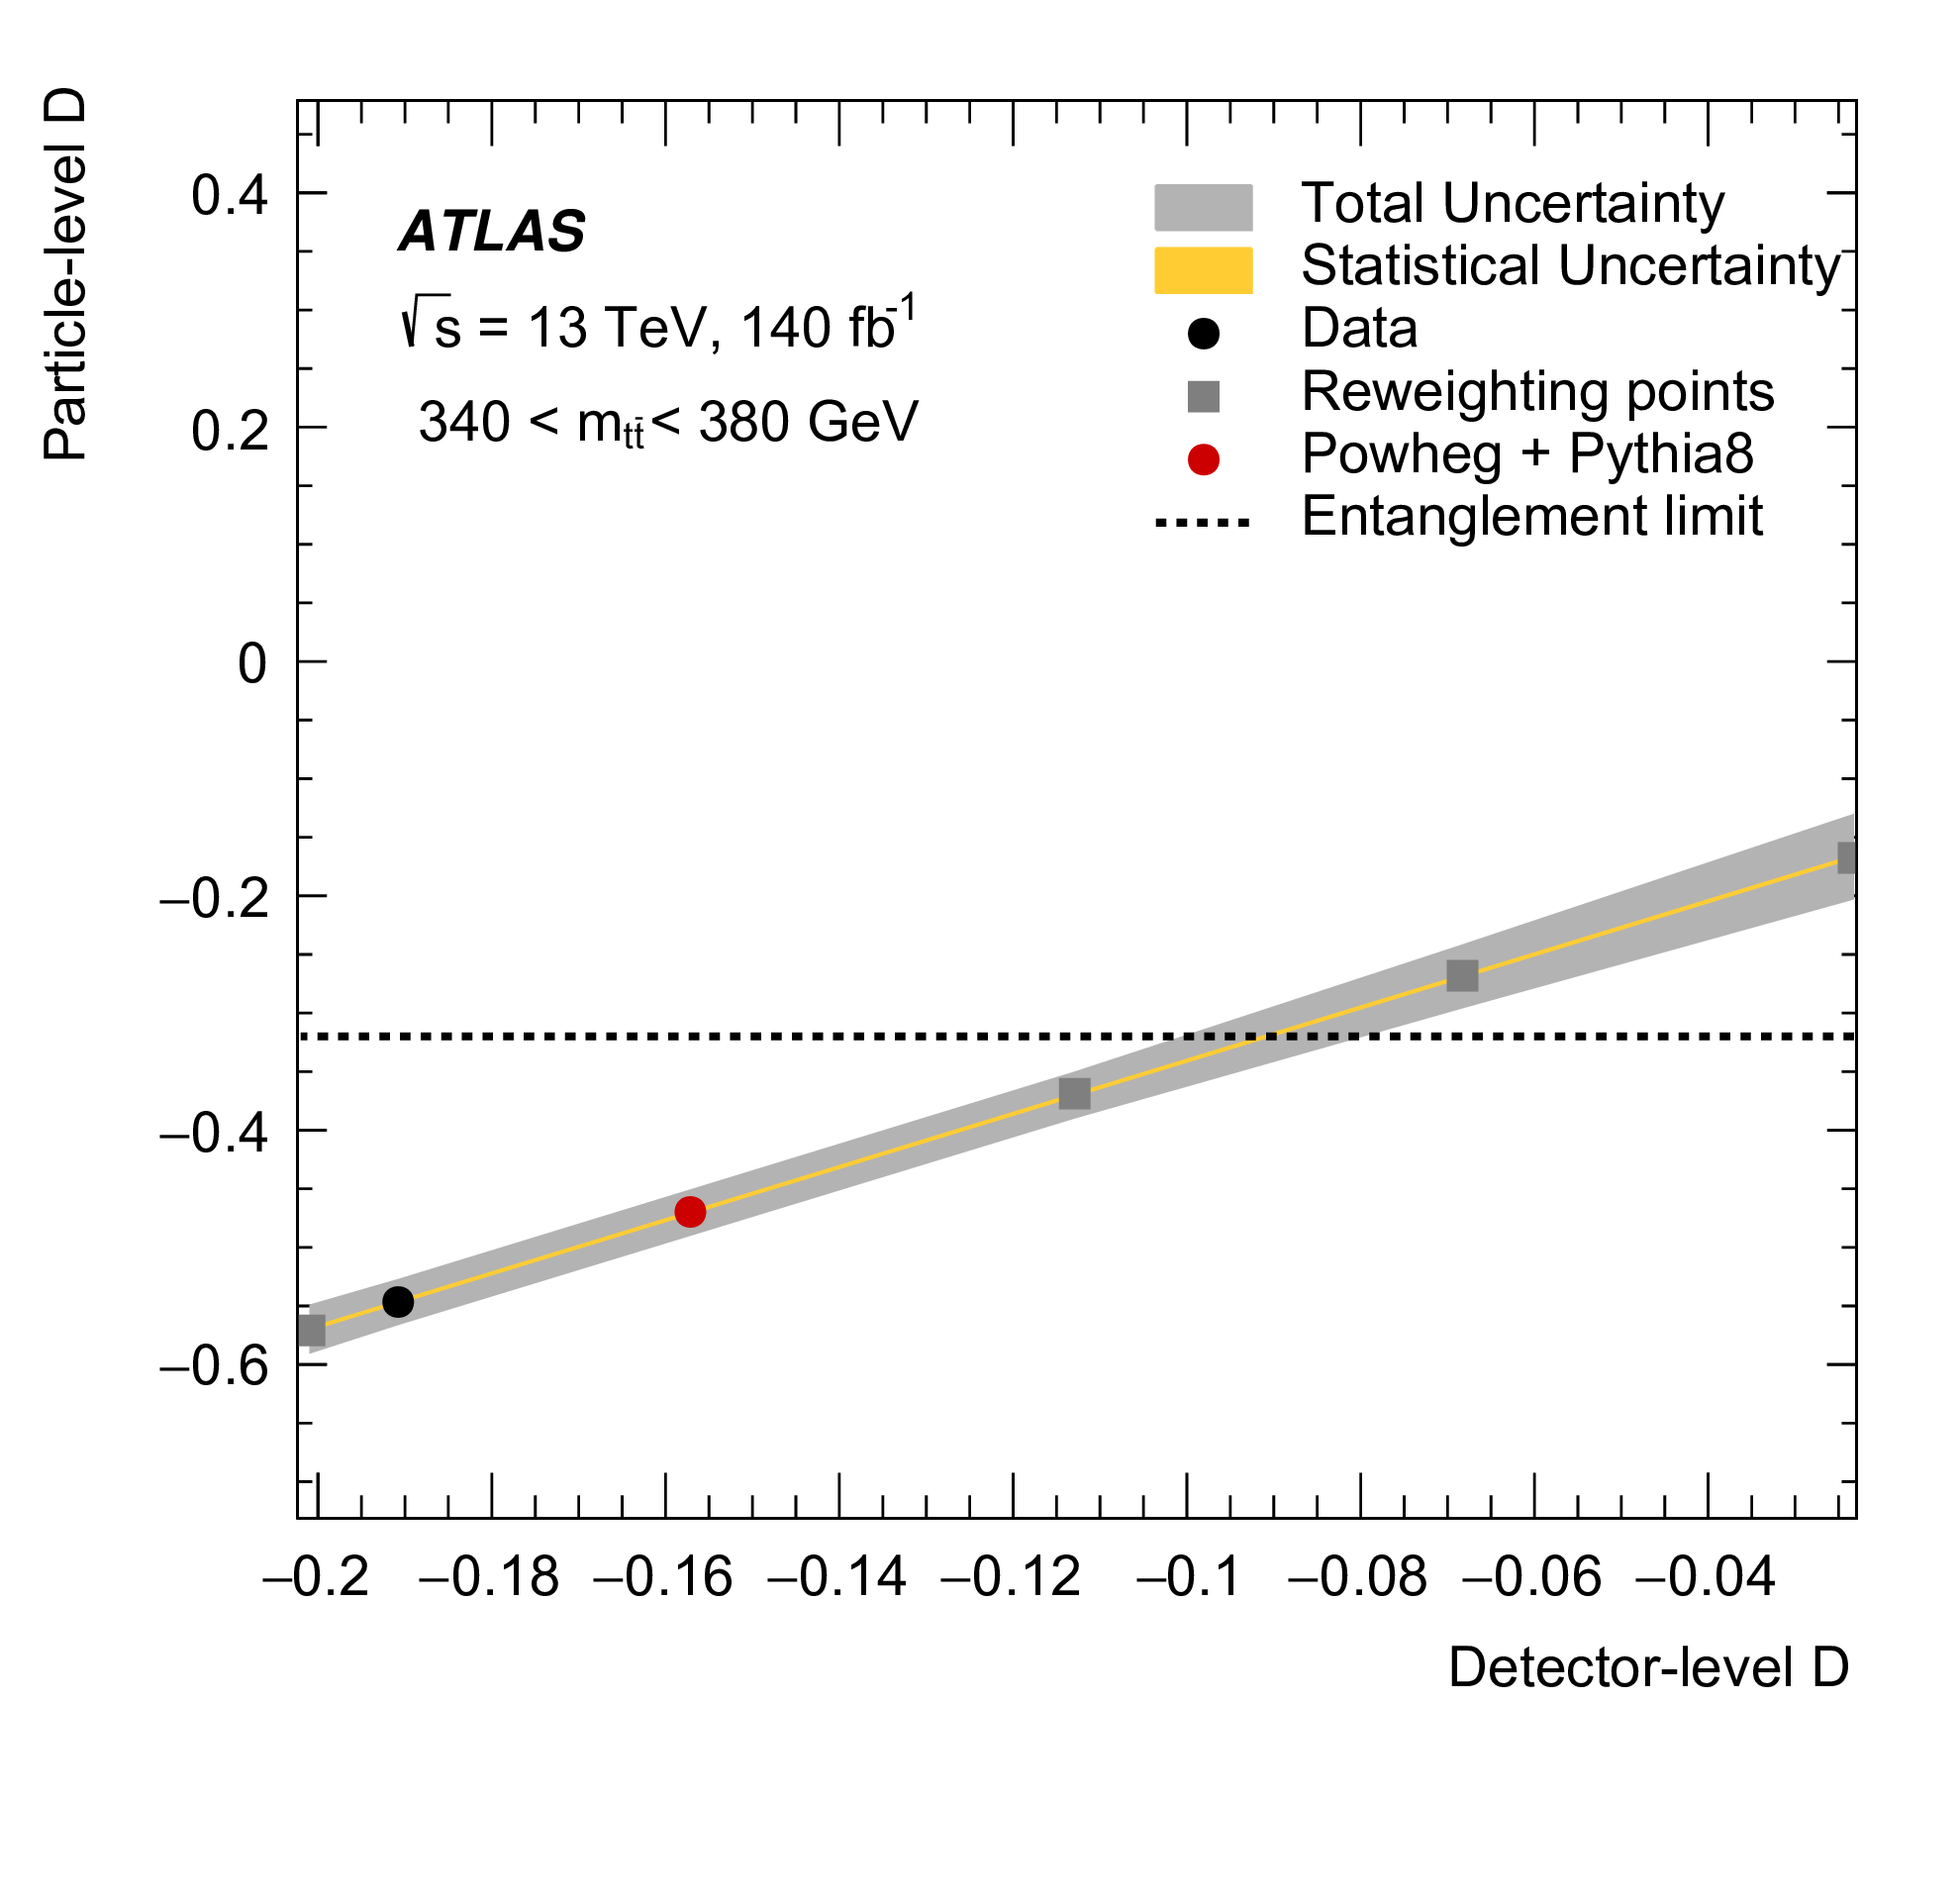 Particle-level D
0.4
0.2
0
−0.2
−0.4
−0.6
ATLAS
√s = 13 TeV, 140 fb-1
340 < mtt̄ < 380 GeV
Total Uncertainty
Statistical Uncertainty
Data
Reweighting points
Powheg + Pythia8
Entanglement limit
−0.2 −0.18 −0.16 −0.14 −0.12 −0.1 −0.08 −0.06 −0.04
Detector-level D